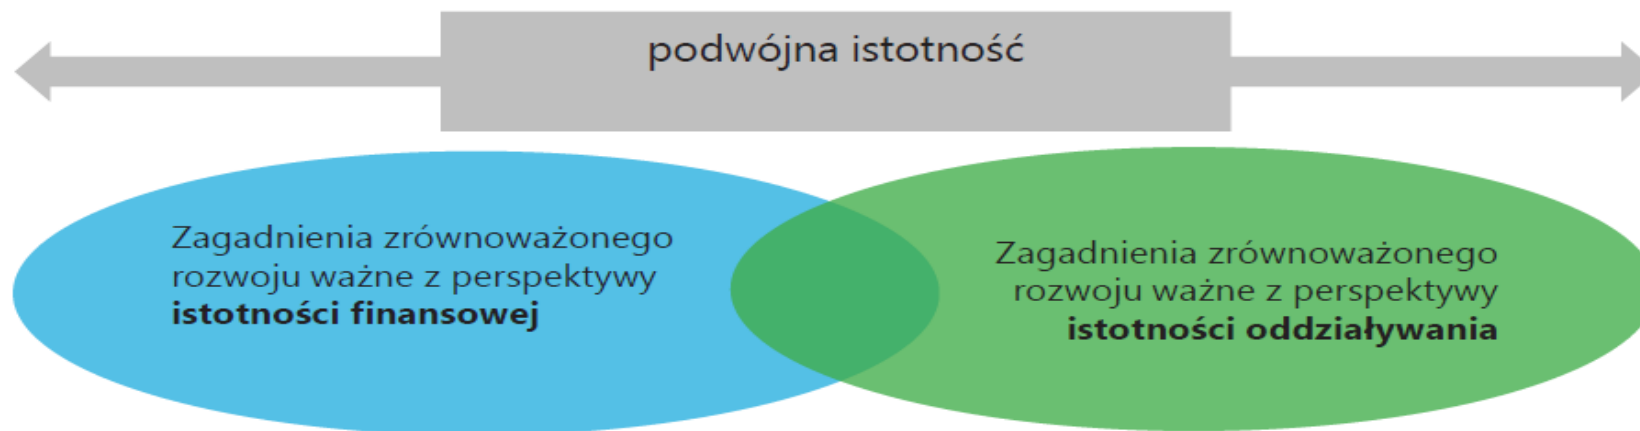 podwójna istotność
Zagadnienia zrównoważonego
rozwoju ważne z perspektywy
istotności finansowej
Zagadnienia zrównoważonego
rozwoju ważne z perspektywy
istotności oddziaływania